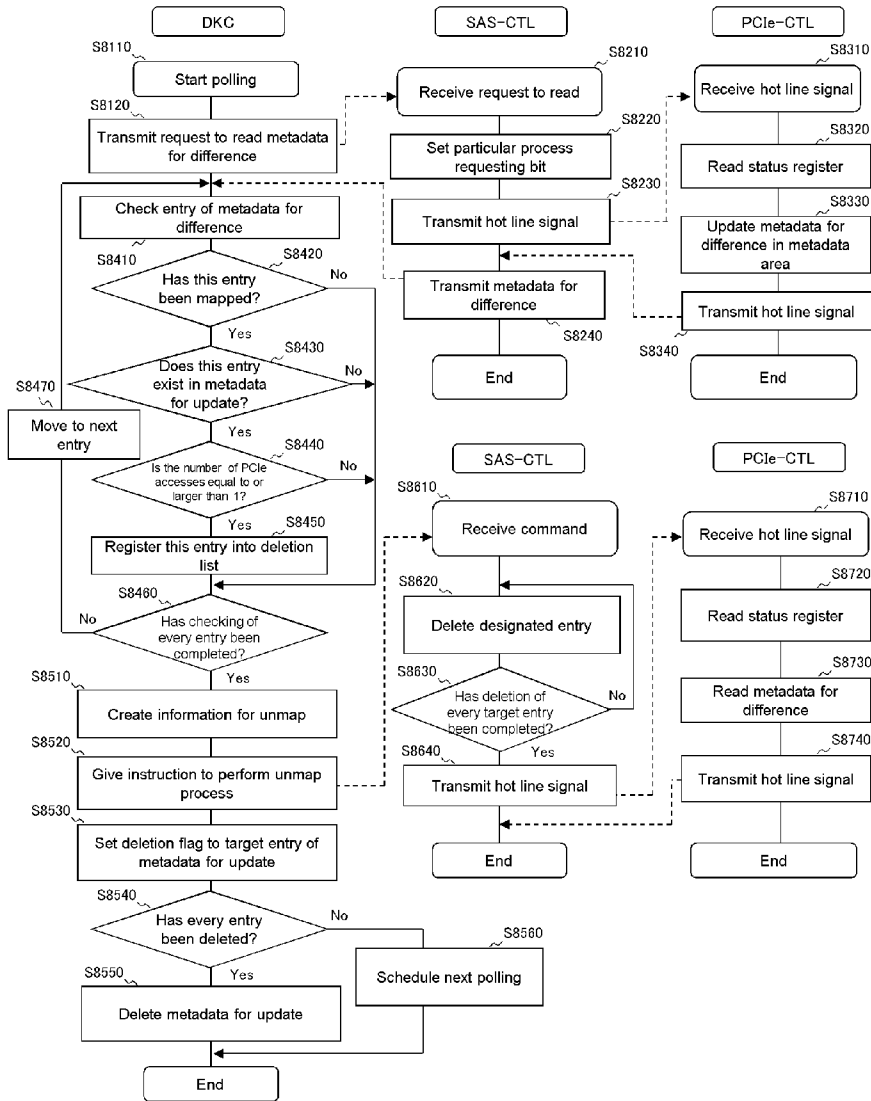 DKC
S8110
Start polling
S8120
Transmit request to read metadata
for difference
Check entry of metadata for
difference
S8410
S8420
Has this entry
been mapped?
No
Yes
S8430
Does this entry
exist in metadata
for update?
No
Yes
S8470
Move to next
entry
S8440
Is the number of PCIe
accesses equal to or
larger than 1?
No
Yes
S8450
Register this entry into deletion
list
S8460
No
Has checking of
every entry been
completed?
Yes
S8510
Create information for unmap
S8520
Give instruction to perform unmap
process
S8530
Set deletion flag to target entry of
metadata for update
S8540
Has every entry
been deleted?
No
Yes
S8550
Delete metadata for update
S8560
Schedule next polling
End
SAS-CTL
S8210
Receive request to read
S8220
Set particular process
requesting bit
S8230
Transmit hot line signal
Transmit metadata for
difference
S8240
End
PCIe-CTL
S8310
Receive hot line signal
S8320
Read status register
S8330
Update metadata for
difference in metadata
area
Transmit hot line signal
S8340
End
SAS-CTL
S8610
Receive command
S8620
Delete designated entry
S8630
Has deletion of
every target entry
been completed?
No
Yes
S8640
Transmit hot line signal
End
PCIe-CTL
S8710
Receive hot line signal
S8720
Read status register
S8730
Read metadata for
difference
S8740
Transmit hot line signal
End